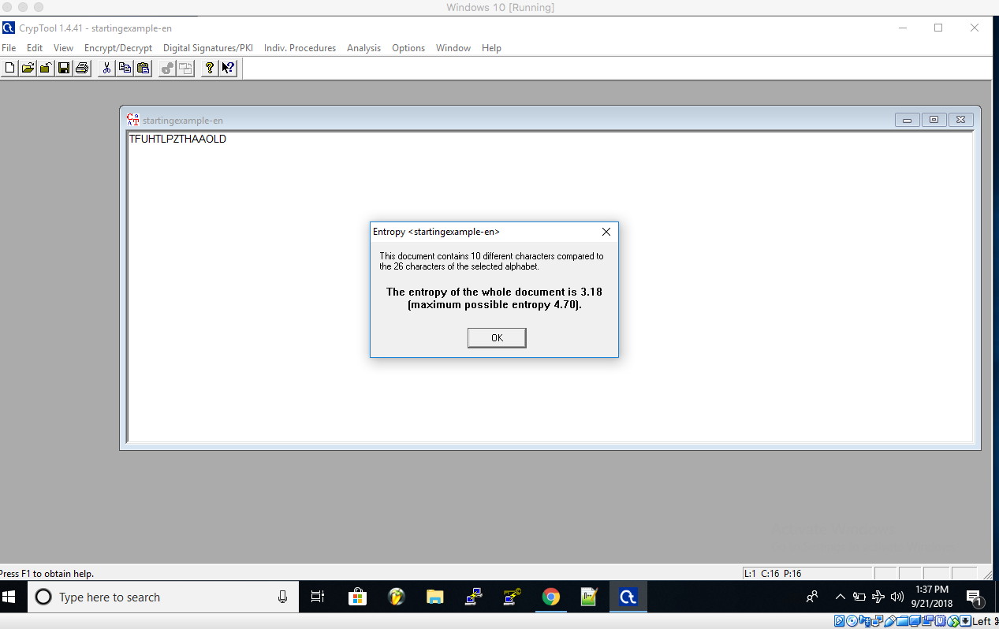 Windows 10 [Running]
CrypTool 1.4.41 - startingexample-en
File Edit View Encrypt/Decrypt Digital Signatures/PKI Indiv. Procedures Analysis Options Window Help
startingexample-en
TFUHTLPZTHAAOLD
Entropy <startingexample-en>
This document contains 10 different characters compared to
the 26 characters of the selected alphabet.
The entropy of the whole document is 3.18
(maximum possible entropy 4.70).
OK
Press F1 to obtain help.
L:1 C:16 P:16
Type here to search
1:37 PM
9/21/2018
1
Left ⌘